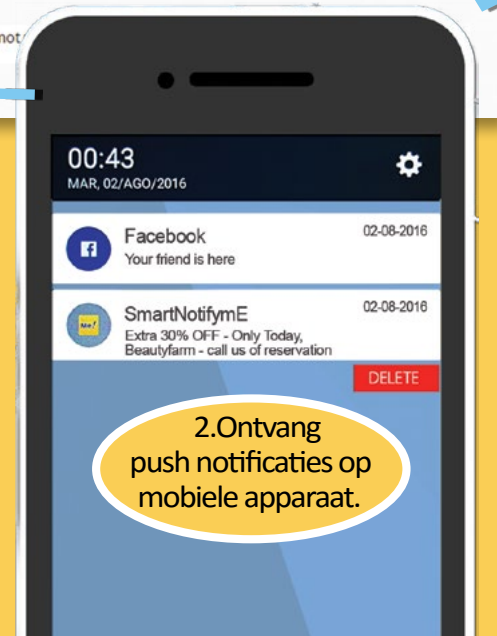 not
00:43
MAR, 02/AGO/2016
Facebook
02-08-2016
Your friend is here
SmartNotifymE
02-08-2016
Extra 30% OFF - Only Today,
Beautyfarm - call us of reservation
DELETE
2.Ontvang
push notificaties op
mobiele apparaat.